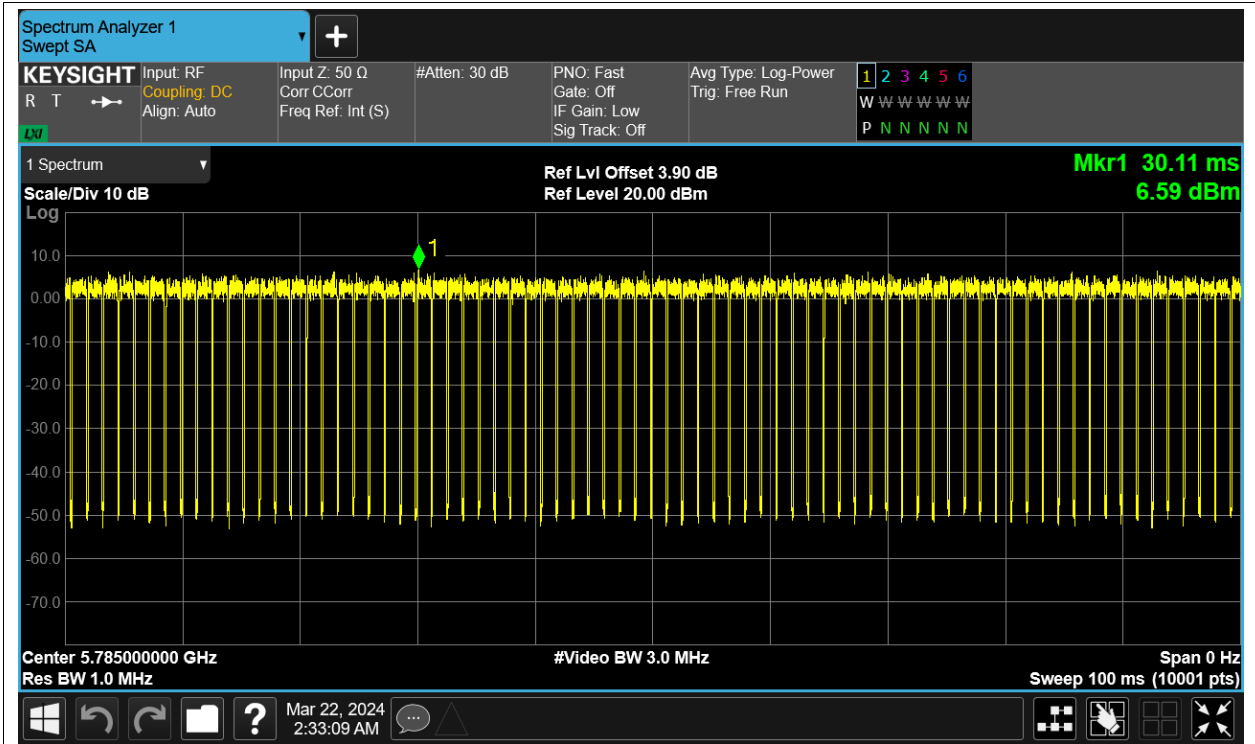 Spectrum Analyzer 1
Swept SA
+
KEYSIGHT
R T
LXI
Input: RF
Coupling: DC
Align: Auto
Input Z: 50 Ω
Corr CCorr
Freq Ref: Int (S)
#Atten: 30 dB
PNO: Fast
Gate: Off
IF Gain: Low
Sig Track: Off
Avg Type: Log-Power
Trig: Free Run
1 2 3 4 5 6
W W W W W W
P N N N N N
1 Spectrum
Scale/Div 10 dB
Log
Ref Lvl Offset 3.90 dB
Ref Level 20.00 dBm
Mkr1 30.11 ms
6.59 dBm
1
10.0
0.00
-10.0
-20.0
-30.0
-40.0
-50.0
-60.0
-70.0
Center 5.785000000 GHz
Res BW 1.0 MHz
#Video BW 3.0 MHz
Span 0 Hz
Sweep 100 ms (10001 pts)
?
Mar 22, 2024
2:33:09 AM